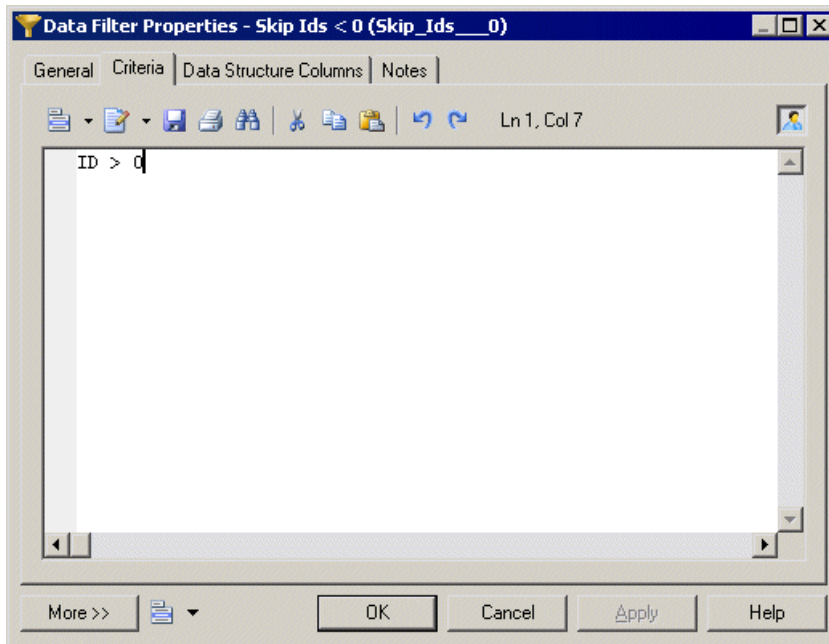 Data Filter Properties - Skip Ids < 0 (Skip_Ids___0)
General Criteria Data Structure Columns Notes
Ln 1, Col 7
ID > 0
More >> OK Cancel Apply Help